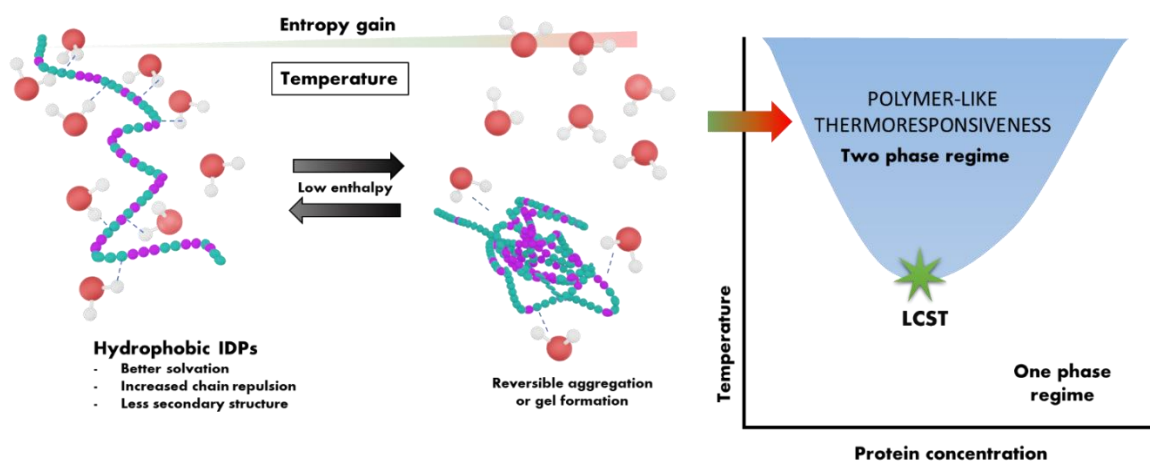 Entropy gain
Temperature
Low enthalpy
Hydrophobic IDPs
- Better solvation
- Increased chain repulsion
- Less secondary structure
Reversible aggregation
or gel formation
POLYMER-LIKE
THERMORESPONSIVENESS
Two phase regime
LCST
One phase
regime
Temperature
Protein concentration